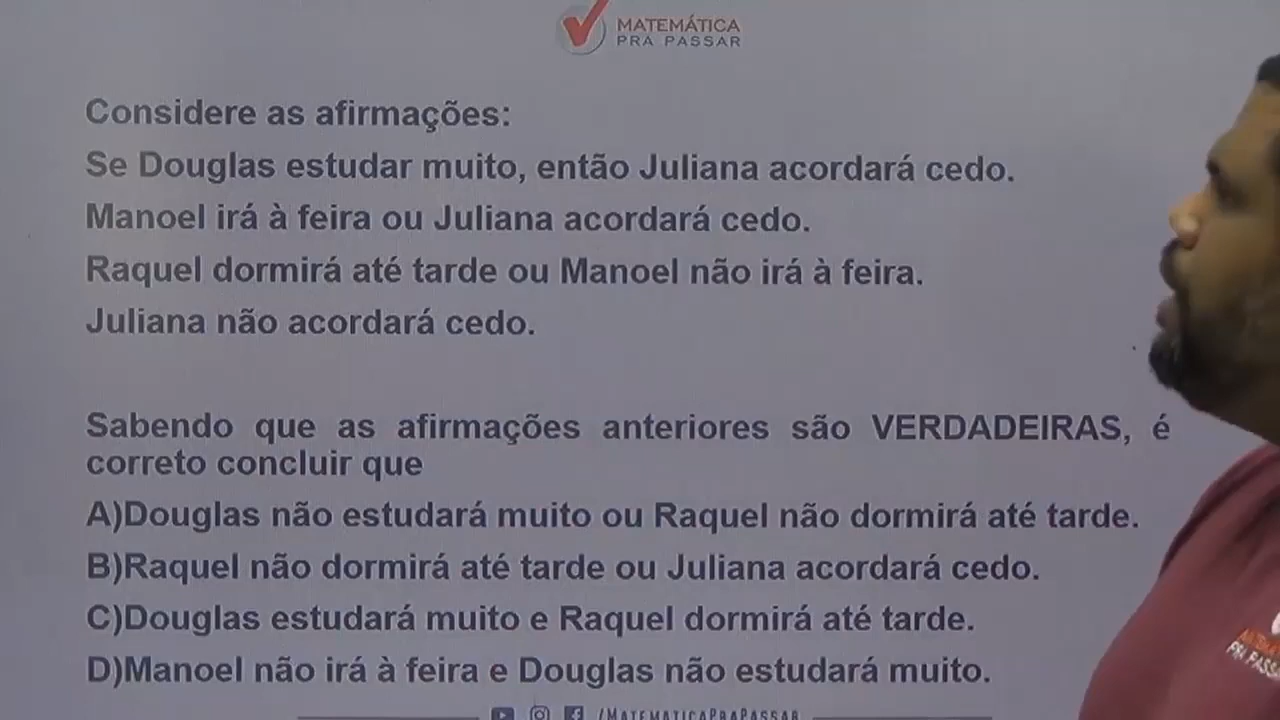 MATEMÁTICA
PRA PASSAR
Considere as afirmações:
Se Douglas estudar muito, então Juliana acordará cedo.
Manoel irá à feira ou Juliana acordará cedo.
Raquel dormirá até tarde ou Manoel não irá à feira.
Juliana não acordará cedo.
Sabendo que as afirmações anteriores são VERDADEIRAS, é
correto concluir que
A)Douglas não estudará muito ou Raquel não dormirá até tarde.
B)Raquel não dormirá até tarde ou Juliana acordará cedo.
C)Douglas estudará muito e Raquel dormirá até tarde.
D)Manoel não irá à feira e Douglas não estudará muito.
/MATEMATICAPRAPASSAR